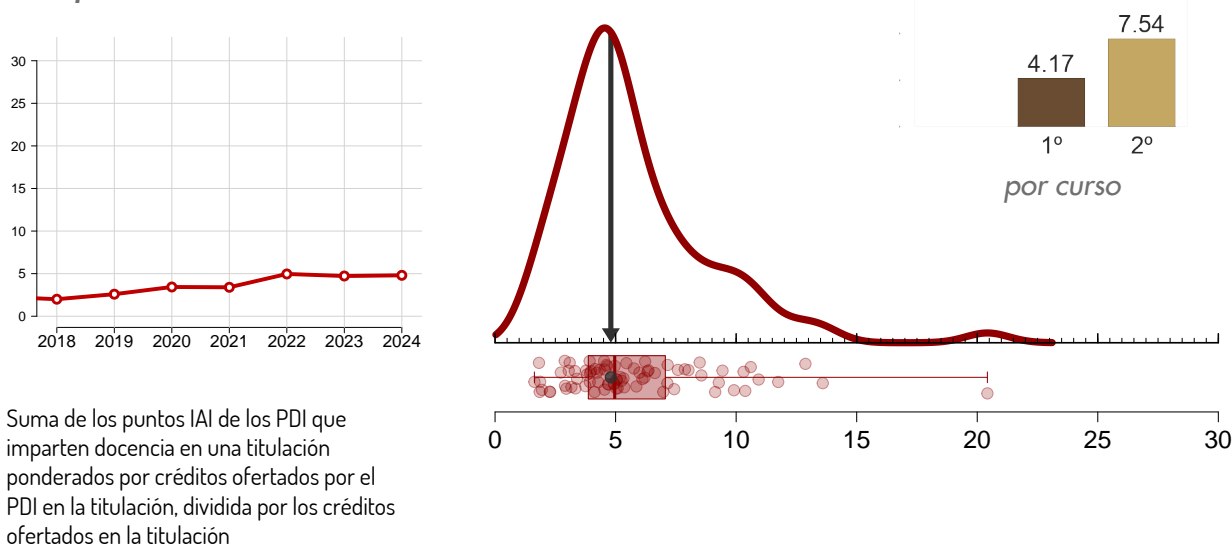 30
25
20
15
10
5
0
2018 2019 2020 2021 2022 2023 2024
Suma de los puntos IAI de los PDI que
imparten docencia en una titulación
ponderados por créditos ofertados por el
PDI en la titulación, dividida por los créditos
ofertados en la titulación
0 5 10 15 20 25 30
7.54
4.17
1º 2º
por curso